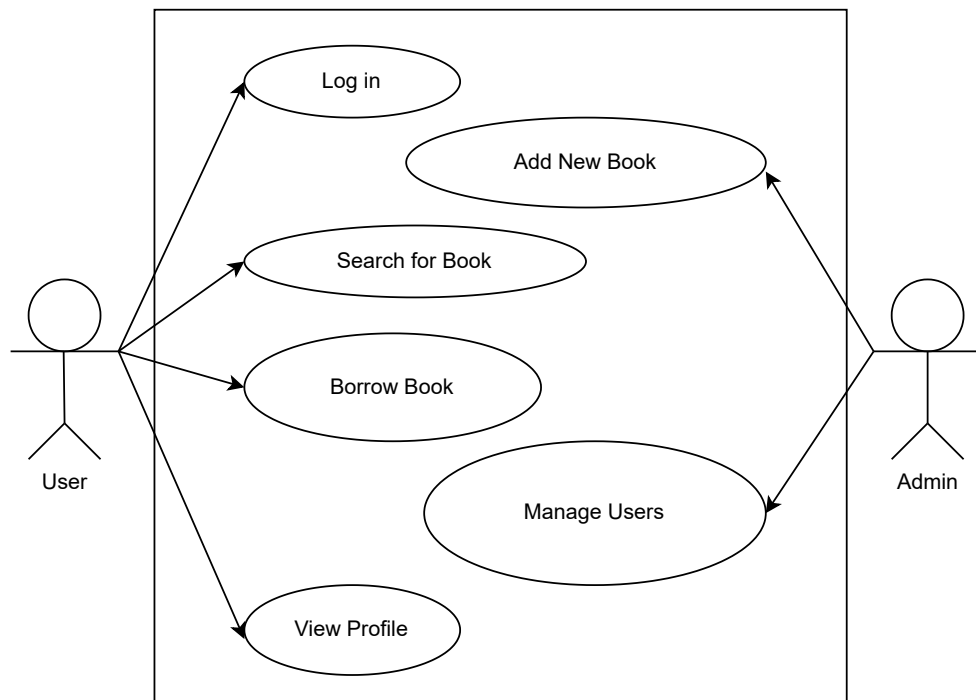 Log in
Add New Book
Search for Book
Borrow Book
User
Admin
Manage Users
View Profile